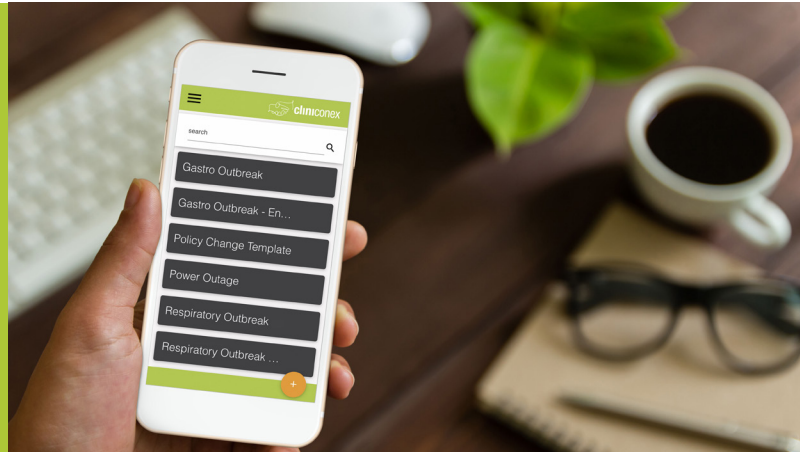 cliniconex
search
Gastro Outbreak
Gastro Outbreak - En...
Policy Change Template
Power Outage
Respiratory Outbreak
Respiratory Outbreak ...
+